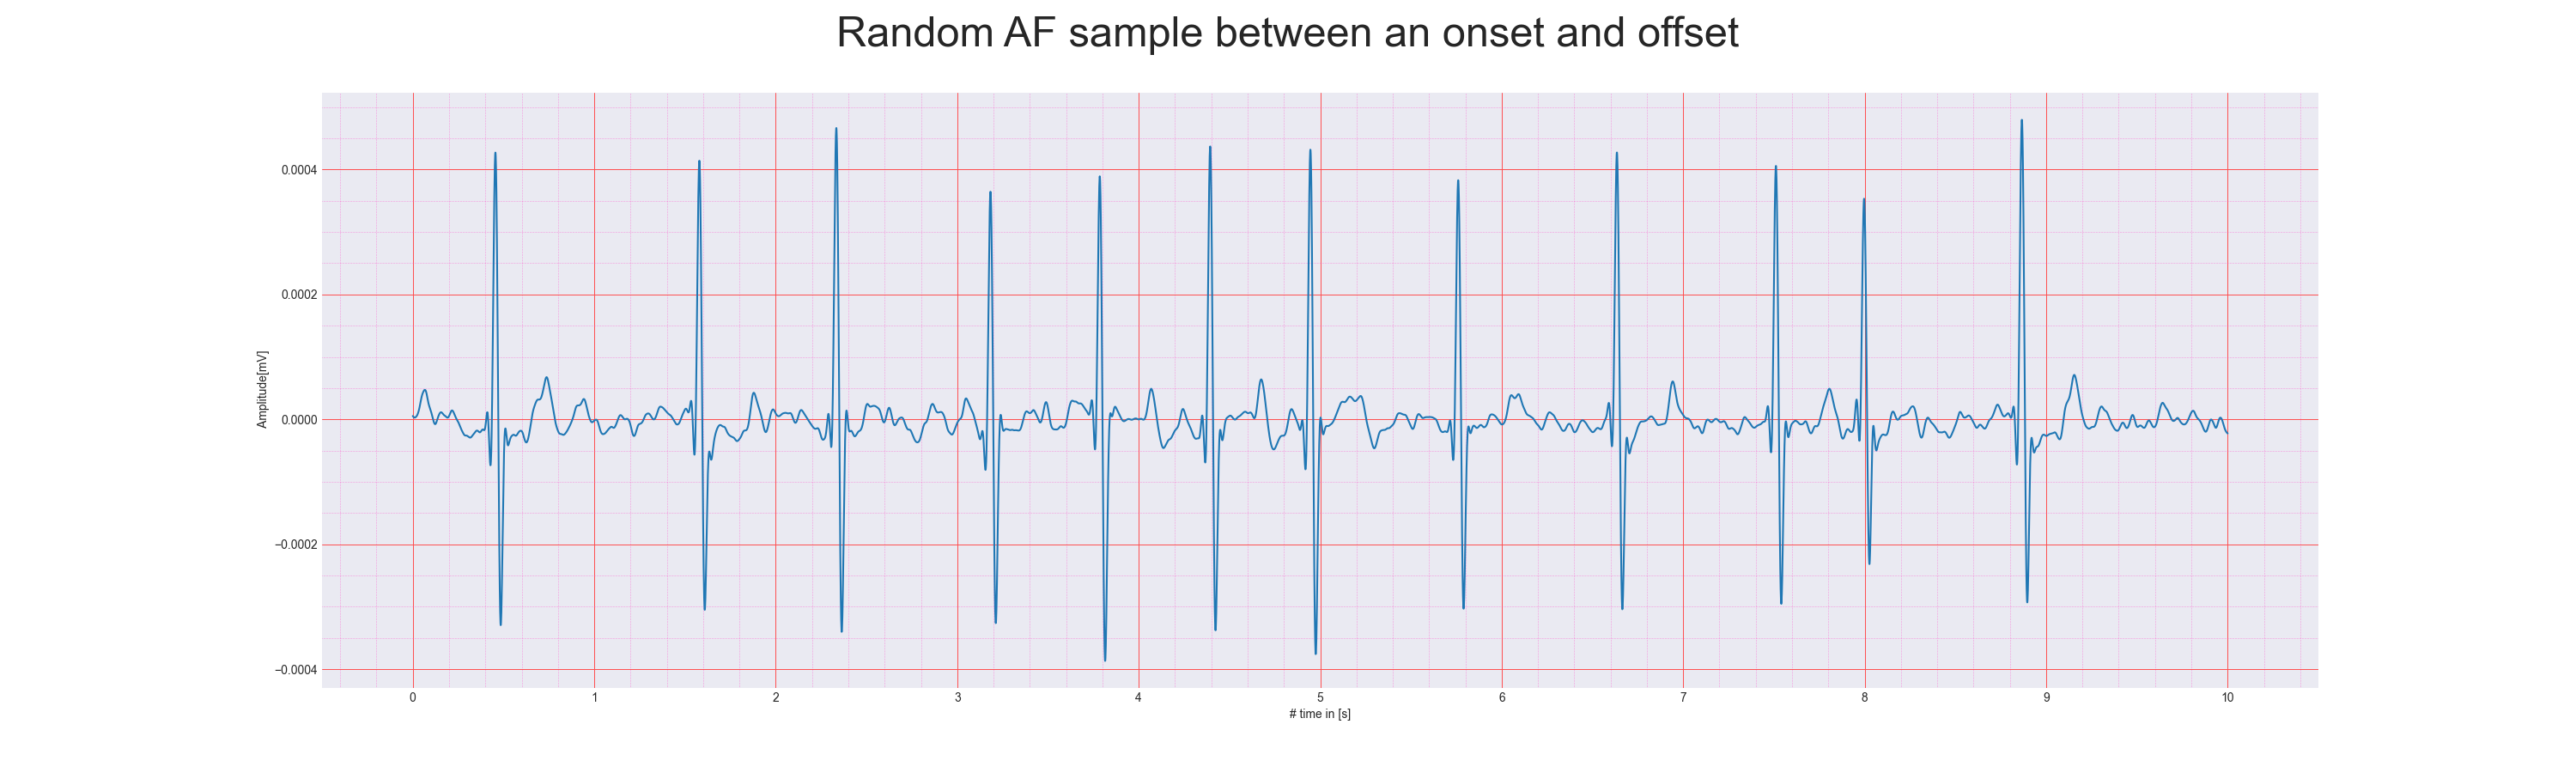 Random AF sample between an onset and offset
Amplitude[mV]
0.0004
0.0002
0.0000
−0.0002
−0.0004
0 1 2 3 4 5 6 7 8 9 10
# time in [s]